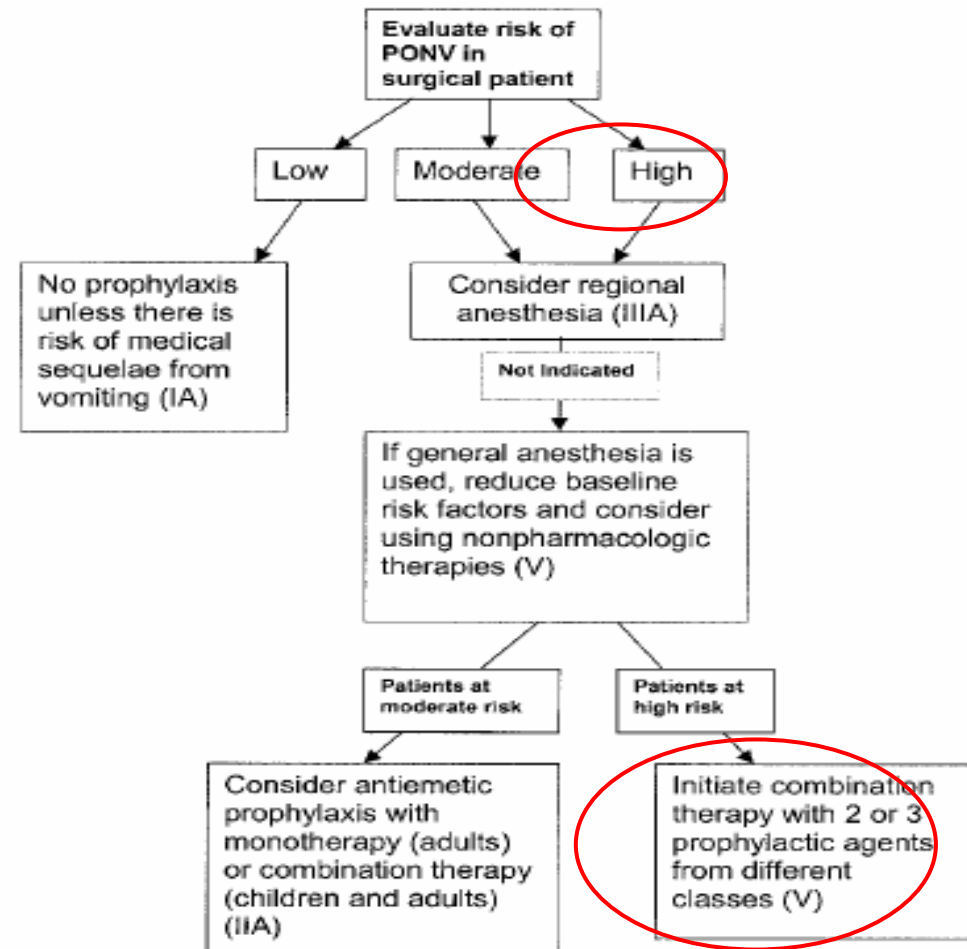 Evaluate risk of
PONV in
surgical patient
Low
Moderate
High
No prophylaxis
unless there is
risk of medical
sequelae from
vomiting (IA)
Consider regional
anesthesia (IIIA)
Not Indicated
If general anesthesia is
used, reduce baseline
risk factors and consider
using nonpharmacologic
therapies (V)
Patients at
moderate risk
Patients at
high risk
Consider antiemetic
prophylaxis with
monotherapy (adults)
or combination therapy
(children and adults)
(IIA)
Initiate combination
therapy with 2 or 3
prophylactic agents
from different
classes (V)